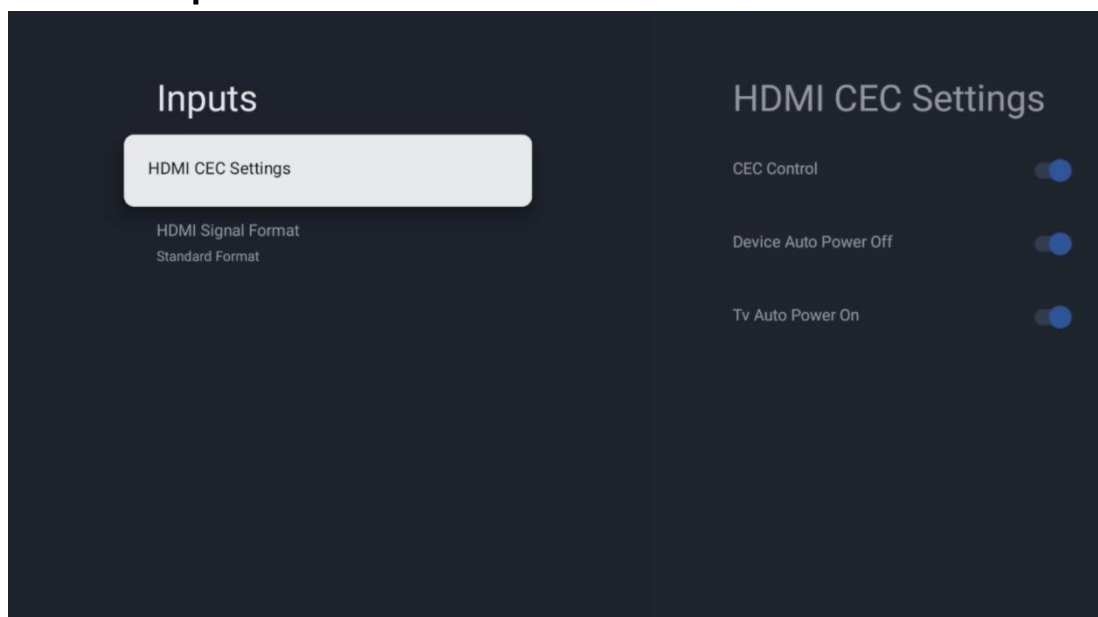 Inputs
HDMI CEC Settings
HDMI Signal Format
Standard Format
HDMI CEC Settings
CEC Control
Device Auto Power Off
Tv Auto Power On